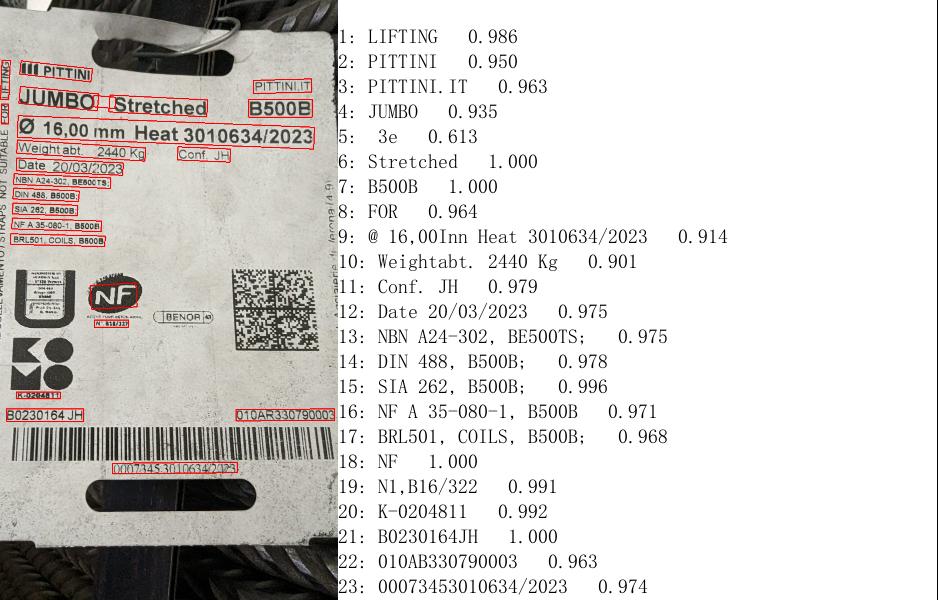 FOR LIFTING
STRAPS NOT SUITABLE
PITTINI
PITTINI.IT
JUMBO Stretched B500B
Ø 16,00 mm Heat 3010634/2023
Weight abt. 2440 Kg Conf. JH
Date 20/03/2023
NBN A24-302, BE500TS;
DIN 488, B500B;
SIA 262, B500B;
NF A 35-080-1, B500B
BRL501, COILS, B500B;
NF
BENOR
KOMO
K-0204811
B0230164 JH
010AR330790003
0007345 3010634/2023
1: LIFTING 0.986
2: PITTINI 0.950
3: PITTINI.IT 0.963
4: JUMBO 0.935
5: 3e 0.613
6: Stretched 1.000
7: B500B 1.000
8: FOR 0.964
9: @ 16,00Inn Heat 3010634/2023 0.914
10: Weightabt. 2440 Kg 0.901
11: Conf. JH 0.979
12: Date 20/03/2023 0.975
13: NBN A24-302, BE500TS; 0.975
14: DIN 488, B500B; 0.978
15: SIA 262, B500B; 0.996
16: NF A 35-080-1, B500B 0.971
17: BRL501, COILS, B500B; 0.968
18: NF 1.000
19: N1,B16/322 0.991
20: K-0204811 0.992
21: B0230164JH 1.000
22: 010AB330790003 0.963
23: 00073453010634/2023 0.974